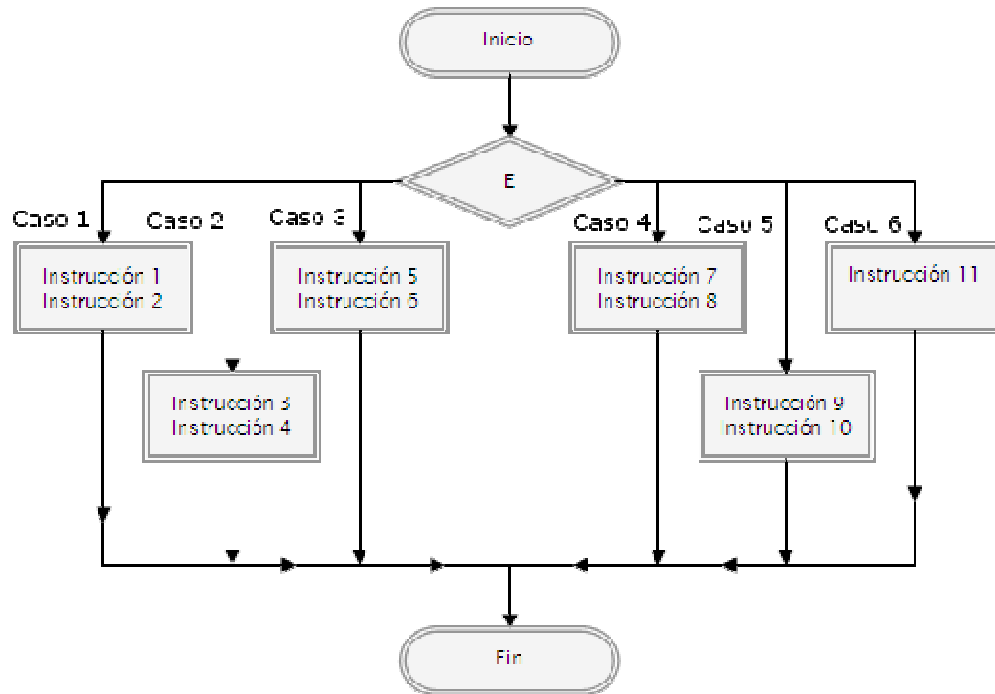 Inicio
E
Caso 1
Caso 2
Caso 3
Caso 4
Caso 5
Caso 6
Instrucción 1
Instrucción 2
Instrucción 5
Instrucción 6
Instrucción 7
Instrucción 8
Instrucción 11
Instrucción 3
Instrucción 4
Instrucción 9
Instrucción 10
Fin